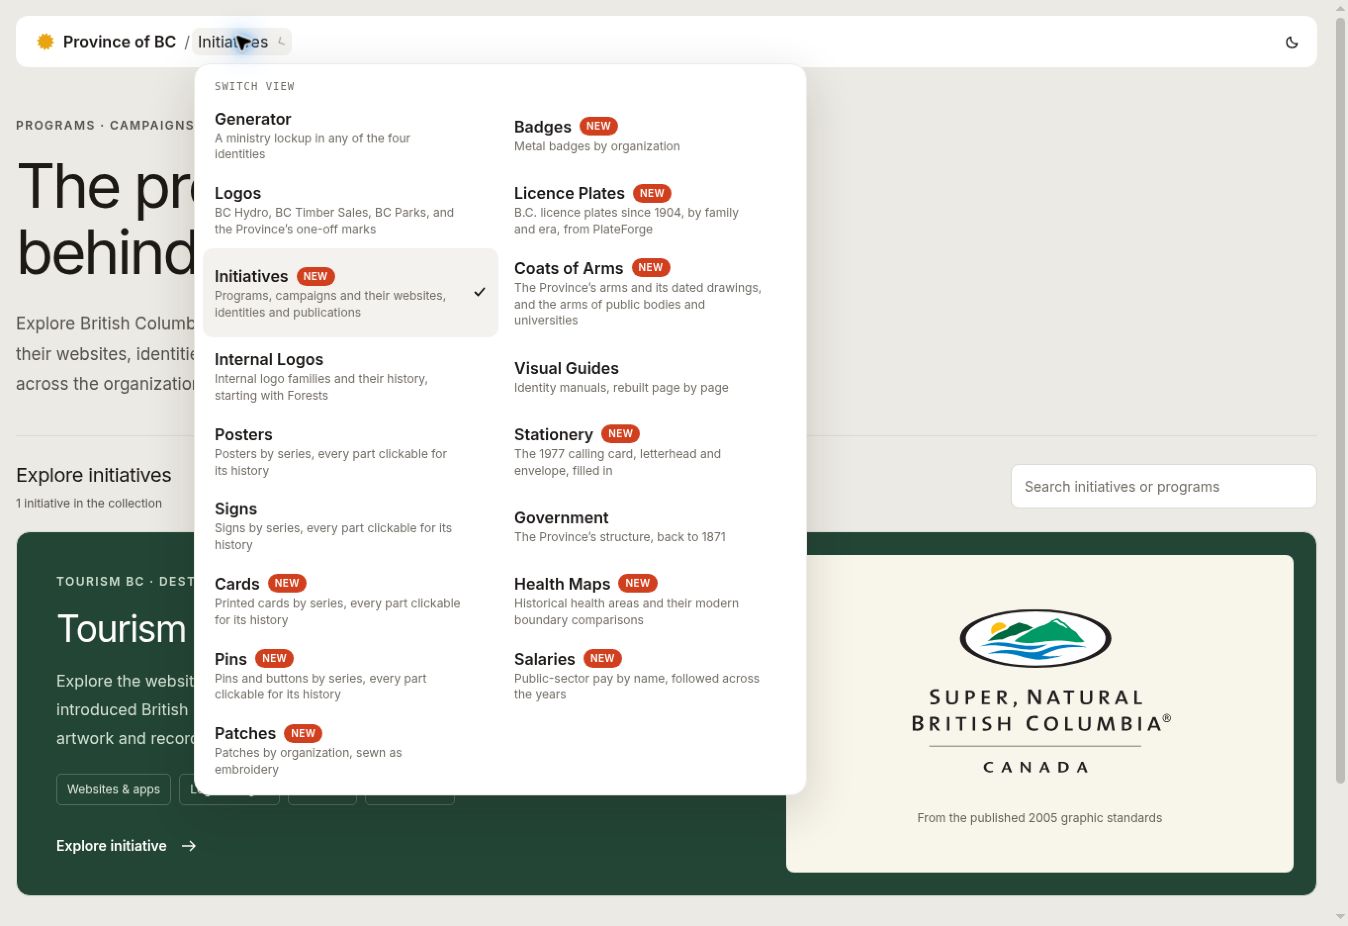 Province of BC / Initiatives
PROGRAMS · CAMPAIGNS
The pro
behind
Explore British Columb
their websites, identitie
across the organization
SWITCH VIEW
Generator
A ministry lockup in any of the four
identities
Logos
BC Hydro, BC Timber Sales, BC Parks, and
the Province's one-off marks
Initiatives NEW
Programs, campaigns and their websites,
identities and publications
Internal Logos
Internal logo families and their history,
starting with Forests
Posters
Posters by series, every part clickable for
its history
Signs
Signs by series, every part clickable for its
history
Cards NEW
Printed cards by series, every part clickable
for its history
Pins NEW
Pins and buttons by series, every part
clickable for its history
Patches NEW
Patches by organization, sewn as
embroidery
Badges NEW
Metal badges by organization
Licence Plates NEW
B.C. licence plates since 1904, by family
and era, from PlateForge
Coats of Arms NEW
The Province's arms and its dated drawings,
and the arms of public bodies and
universities
Visual Guides
Identity manuals, rebuilt page by page
Stationery NEW
The 1977 calling card, letterhead and
envelope, filled in
Government
The Province's structure, back to 1871
Health Maps NEW
Historical health areas and their modern
boundary comparisons
Salaries NEW
Public-sector pay by name, followed across
the years
Explore initiatives
1 initiative in the collection
Search initiatives or programs
TOURISM BC · DEST
Tourism
Explore the websit
introduced British
artwork and record
Websites & apps
Explore initiative →
SUPER, NATURAL
BRITISH COLUMBIA®
CANADA
From the published 2005 graphic standards